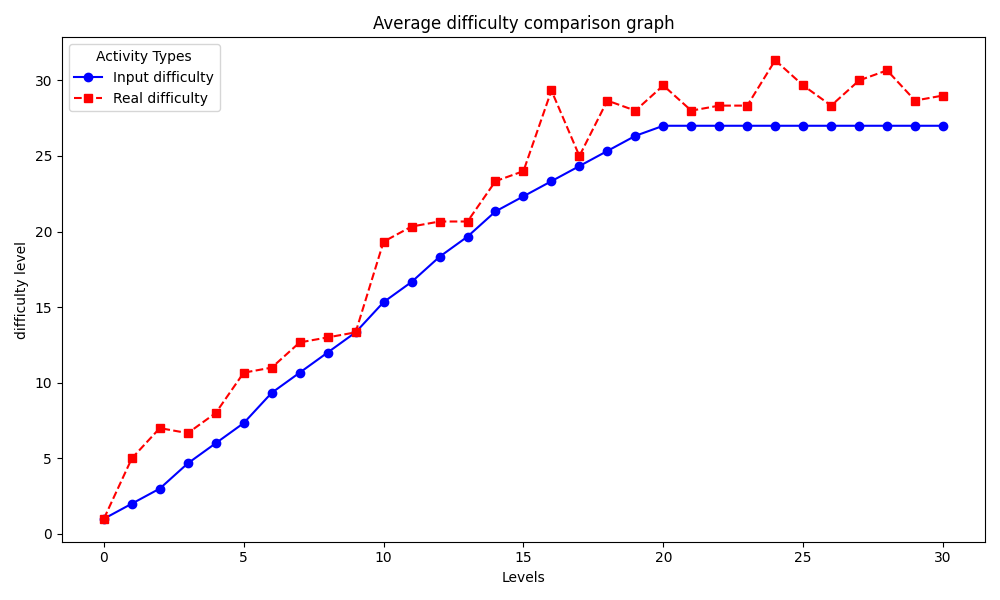 Average difficulty comparison graph
Activity Types
Input difficulty
Real difficulty
difficulty level
30
25
20
15
10
5
0
0 5 10 15 20 25 30
Levels